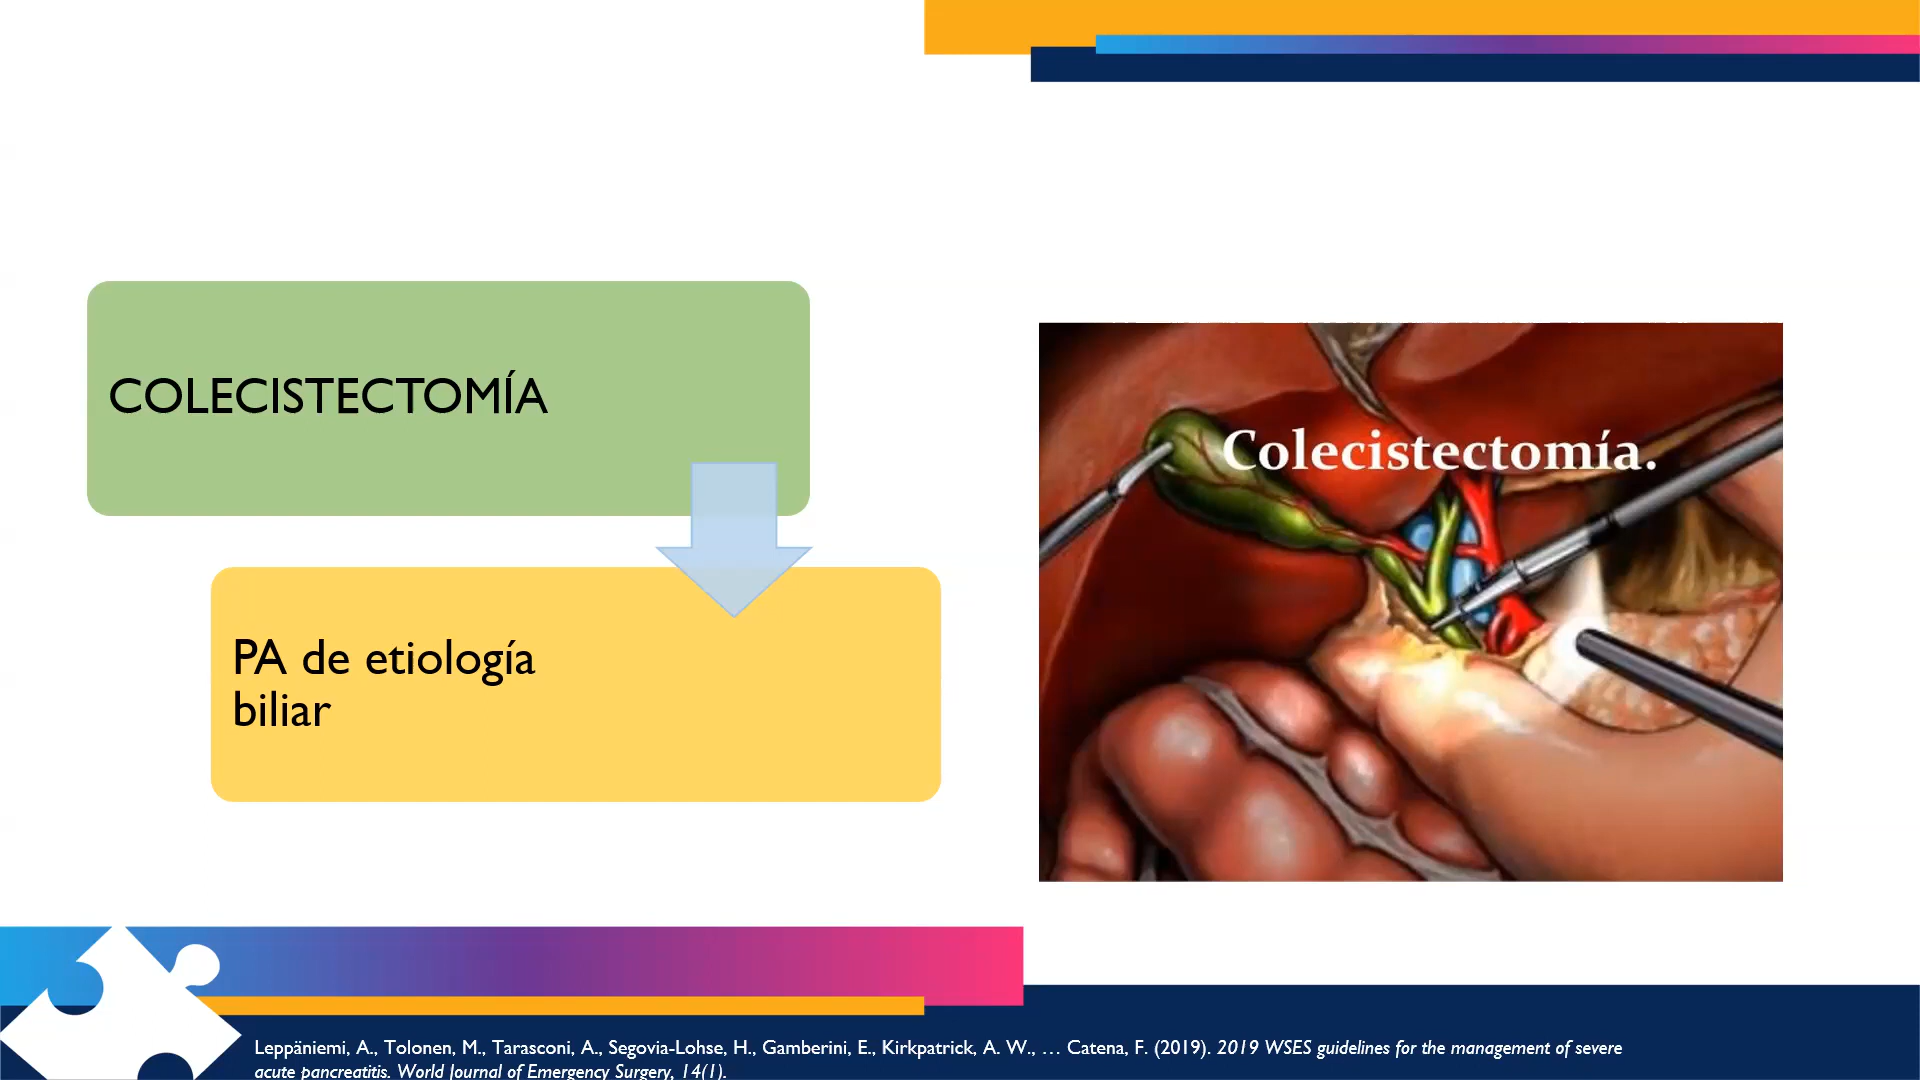 COLECISTECTOMÍA
PA de etiología
biliar
Colecistectomía.
Leppäniemi, A., Tolonen, M., Tarasconi, A., Segovia-Lohse, H., Gamberini, E., Kirkpatrick, A. W., … Catena, F. (2019). 2019 WSES guidelines for the management of severe
acute pancreatitis. World Journal of Emergency Surgery, 14(1).